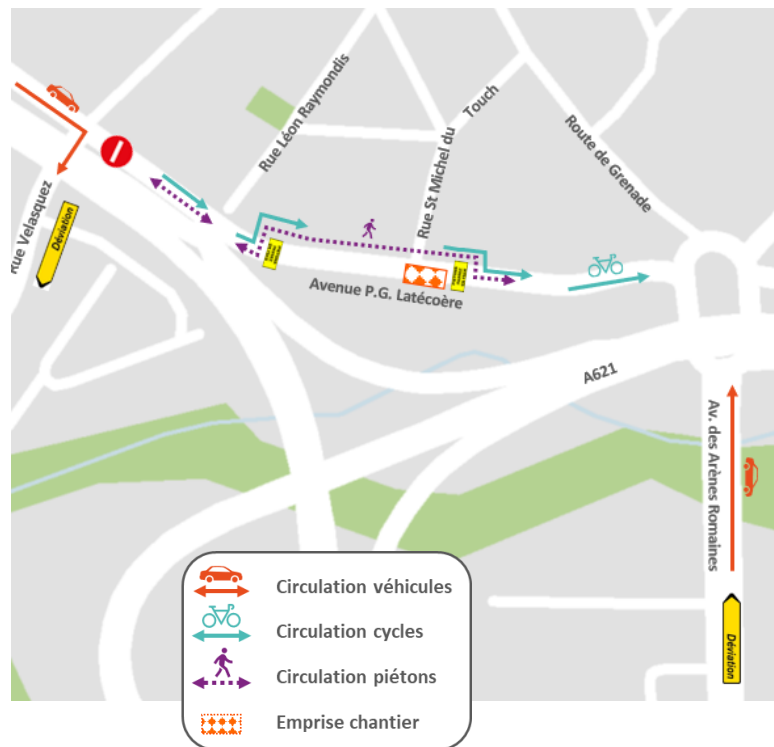 Rue Léon Raymondis
Rue St Michel du
Touch
Route de Grenade
Rue Velasquez
Déviation
Avenue P.G. Latécoère
A621
Av. des Arènes Romaines
Déviation
Circulation véhicules
Circulation cycles
Circulation piétons
Emprise chantier